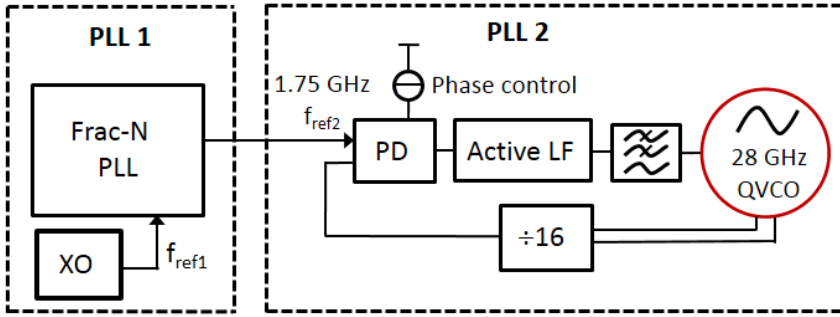 PLL 1
Frac-N
PLL
XO
f_ref1
PLL 2
1.75 GHz
f_ref2
Phase control
PD
Active LF
28 GHz
QVCO
÷16